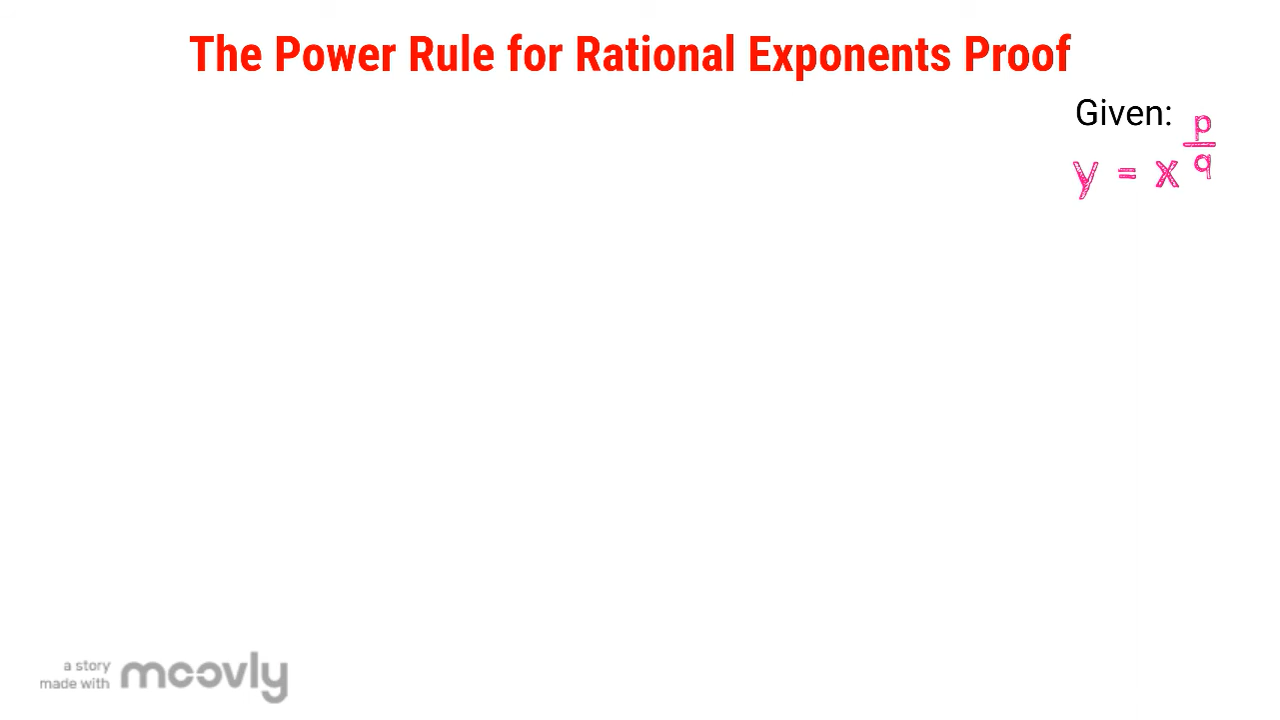 The Power Rule for Rational Exponents Proof
Given:
y = x^(p/q)
a story
made with moovly